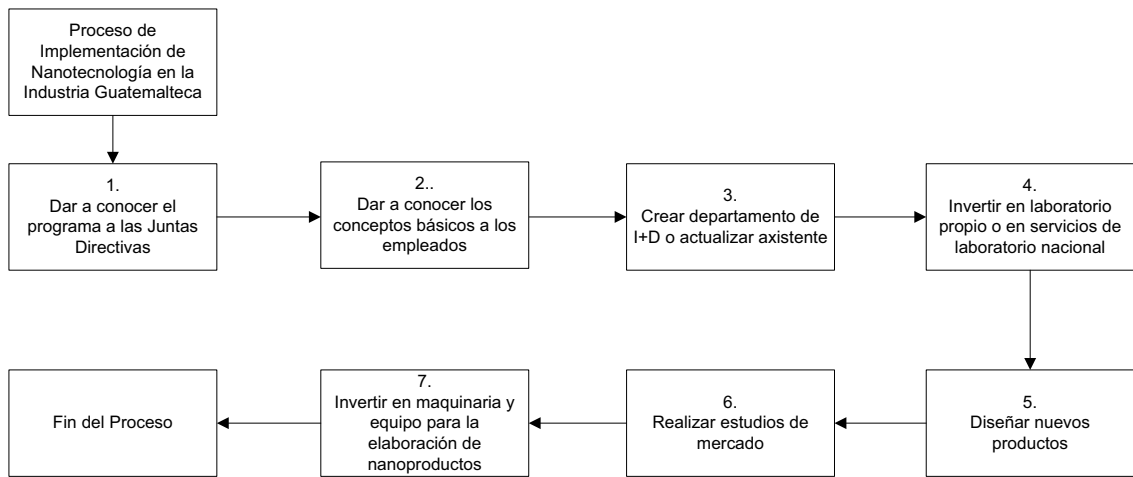 Proceso de
Implementación de
Nanotecnología en la
Industria Guatemalteca
1.
Dar a conocer el
programa a las Juntas
Directivas
2..
Dar a conocer los
conceptos básicos a los
empleados
3.
Crear departamento de
I+D o actualizar axistente
4.
Invertir en laboratorio
propio o en servicios de
laboratorio nacional
5.
Diseñar nuevos
productos
6.
Realizar estudios de
mercado
7.
Invertir en maquinaria y
equipo para la
elaboración de
nanoproductos
Fin del Proceso